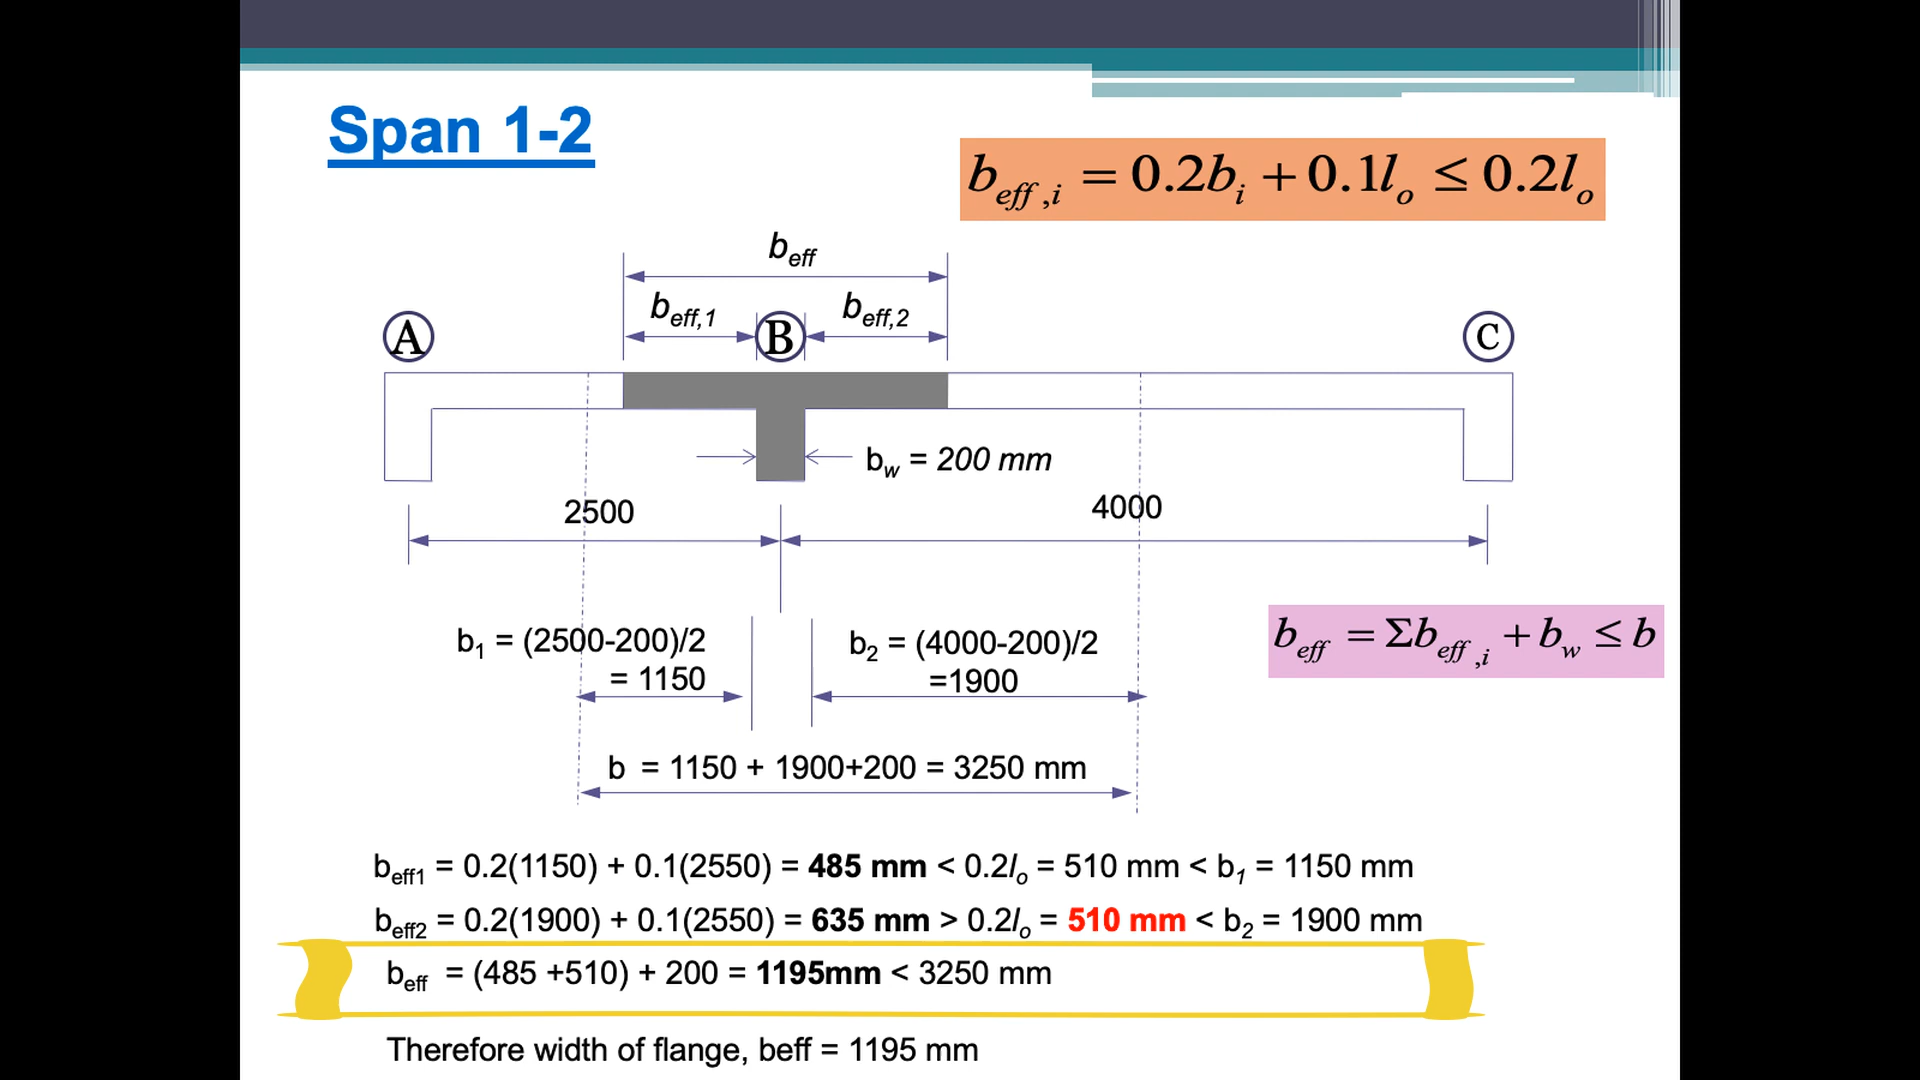 Span 1-2
b_eff,i = 0.2b_i + 0.1l_o ≤ 0.2l_o
b_eff
b_eff,1
b_eff,2
A
B
C
b_w = 200 mm
2500
4000
b_1 = (2500-200)/2
= 1150
b_2 = (4000-200)/2
=1900
b_eff = Σb_eff,i + b_w ≤ b
b = 1150 + 1900+200 = 3250 mm
b_eff1 = 0.2(1150) + 0.1(2550) = 485 mm < 0.2l_o = 510 mm < b_1 = 1150 mm
b_eff2 = 0.2(1900) + 0.1(2550) = 635 mm > 0.2l_o = 510 mm < b_2 = 1900 mm
b_eff = (485 +510) + 200 = 1195mm < 3250 mm
Therefore width of flange, beff = 1195 mm